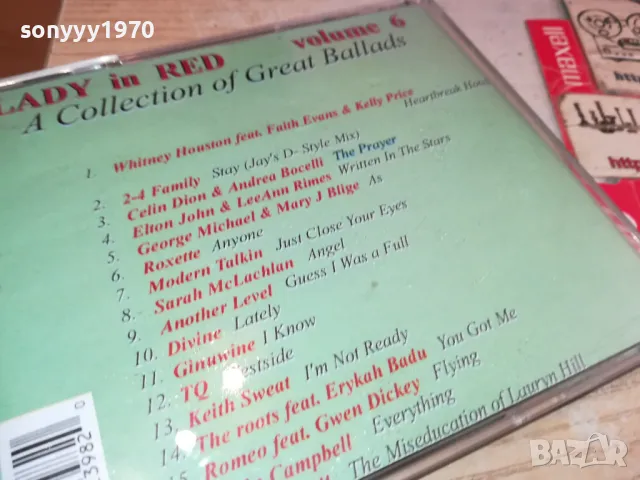 sonyyy1970
LADY in RED volume 6
A Collection of Great Ballads
1. Whitney Houston feat. Faith Evans & Kelly Price Heartbreak
2. 2-4 Family Stay (Jay's D- Style Mix)
3. Celin Dion & Andrea Bocelli The Prayer
4. Elton John & LeeAnn Rimes Written In The Stars
5. George Michael & Mary J Blige As
6. Roxette Anyone
7. Modern Talkin Just Close Your Eyes
8. Sarah McLachlan Angel
9. Another Level Guess I Was a Full
10. Divine Lately
11. Ginuwine I Know
12. TQ Westside
13. Keith Sweat I'm Not Ready
14. The roots feat. Erykah Badu You Got Me
15. Romeo feat. Gwen Dickey Flying
Campbell Everything
The Miseducation of Lauryn Hill
maxell
bazar